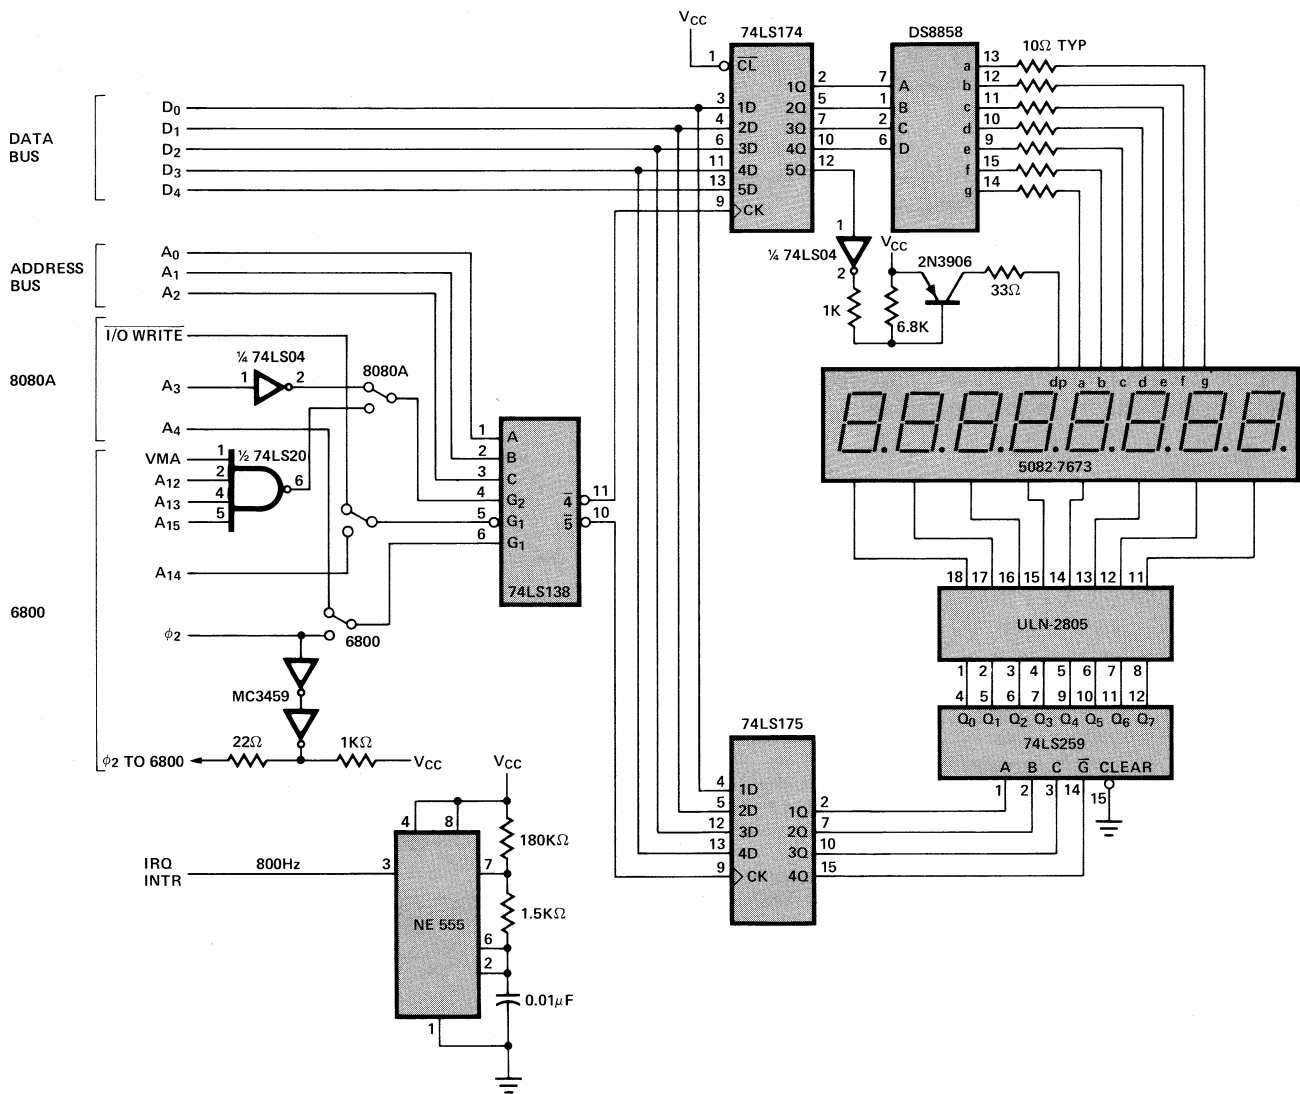 V_CC
74LS174
DS8858
10Ω TYP
DATA BUS
D₀
D₁
D₂
D₃
D₄
1
3
4
6
11
13
9
C̅L̅
1D
2D
3D
4D
5D
CK
1Q
2Q
3Q
4Q
5Q
2
5
7
10
12
7
1
2
6
A
B
C
D
a
b
c
d
e
f
g
13
12
11
10
9
15
14
ADDRESS BUS
A₀
A₁
A₂
1
¼ 74LS04
2
1K
V_CC
6.8K
2N3906
33Ω
8080A
I̅/̅O̅ W̅R̅I̅T̅E̅
¼ 74LS04
A₃
1
2
8080A
A₄
dp a b c d e f g
5082-7673
VMA
A₁₂
A₁₃
A₁₅
1
2
4
5
½ 74LS20
6
A₁₄
1
2
3
4
5
6
A
B
C
G₂
G₁
G₁
4̅
5̅
11
10
74LS138
6800
ϕ₂
6800
MC3459
22Ω
1KΩ
V_CC
ϕ₂ TO 6800
18 17 16 15 14 13 12 11
ULN-2805
1 2 3 4 5 6 7 8
4 5 6 7 9 10 11 12
Q₀ Q₁ Q₂ Q₃ Q₄ Q₅ Q₆ Q₇
74LS259
A B C G̅ CLEAR
1 2 3 14 15
74LS175
4
5
12
13
9
1D
2D
3D
4D
CK
1Q
2Q
3Q
4Q
2
7
10
15
V_CC
4
8
180KΩ
IRQ
INTR
800Hz
3
7
NE 555
1.5KΩ
6
2
0.01μF
1